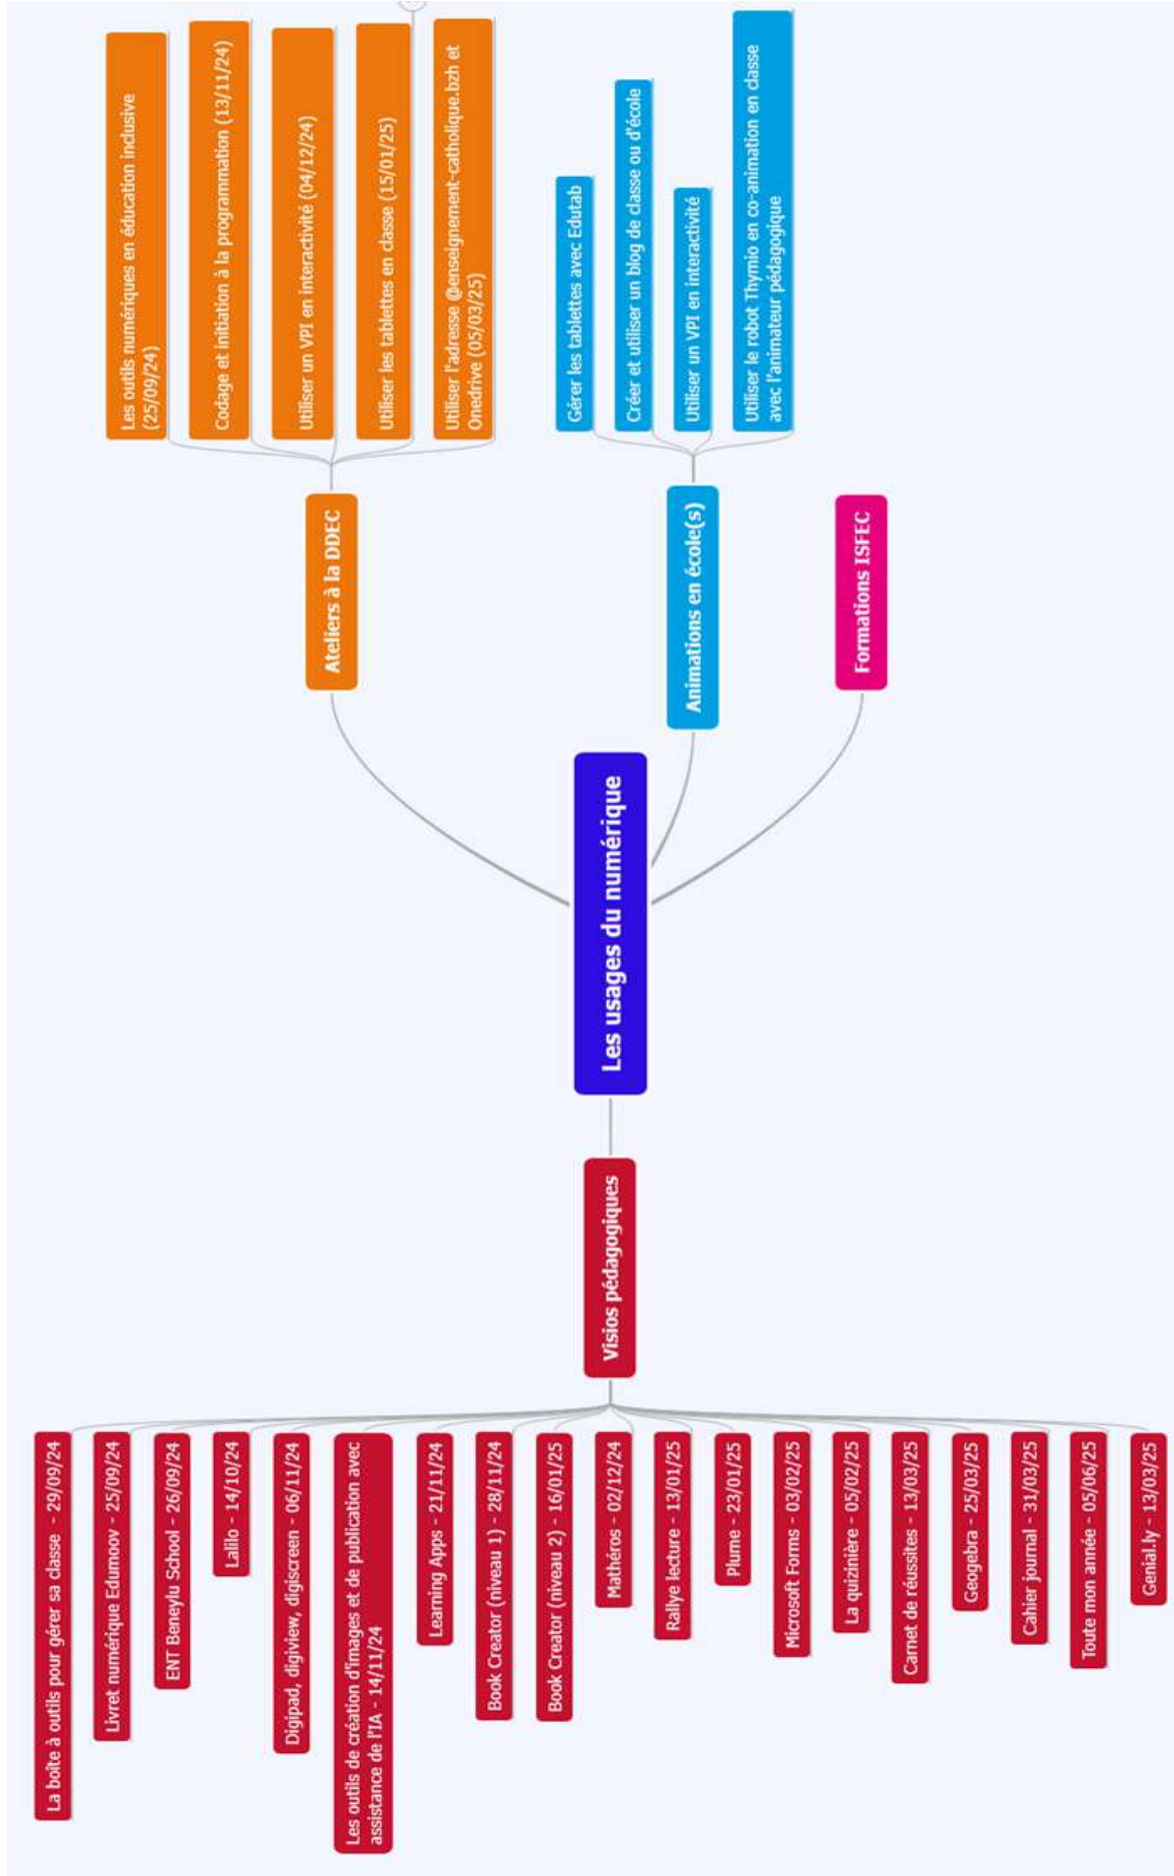 Les usages du numérique
Visios pédagogiques
La boîte à outils pour gérer sa classe - 29/09/24
Livret numérique Edumoov - 25/09/24
ENT Beneylu School - 26/09/24
Lalilo - 14/10/24
Digipad, digiview, digiscreen - 06/11/24
Les outils de création d'images et de publication avec
assistance de l'IA - 14/11/24
Learning Apps - 21/11/24
Book Creator (niveau 1) - 28/11/24
Book Creator (niveau 2) - 16/01/25
Mathéros - 02/12/24
Rallye lecture - 13/01/25
Plume - 23/01/25
Microsoft Forms - 03/02/25
La quizinière - 05/02/25
Carnet de réussites - 13/03/25
Geogebra - 25/03/25
Cahier journal - 31/03/25
Toute mon année - 05/06/25
Genial.ly - 13/03/25
Ateliers à la DDEC
Les outils numériques en éducation inclusive
(25/09/24)
Codage et initiation à la programmation (13/11/24)
Utiliser un VPI en interactivité (04/12/24)
Utiliser les tablettes en classe (15/01/25)
Utiliser l'adresse @enseignement-catholique.bzh et
Onedrive (05/03/25)
Animations en école(s)
Gérer les tablettes avec Edutab
Créer et utiliser un blog de classe ou d'école
Utiliser un VPI en interactivité
Utiliser le robot Thymio en co-animation en classe
avec l'animateur pédagogique
Formations ISFEC